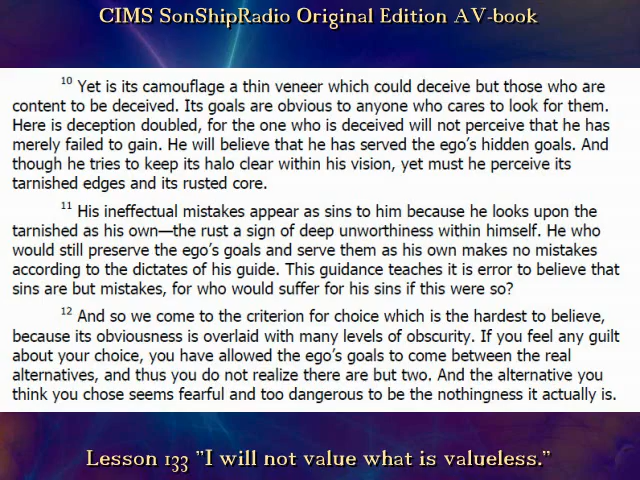 CIMS SonShipRadio Original Edition AV-book
10 Yet is its camouflage a thin veneer which could deceive but those who are
content to be deceived. Its goals are obvious to anyone who cares to look for them.
Here is deception doubled, for the one who is deceived will not perceive that he has
merely failed to gain. He will believe that he has served the ego's hidden goals. And
though he tries to keep its halo clear within his vision, yet must he perceive its
tarnished edges and its rusted core.
11 His ineffectual mistakes appear as sins to him because he looks upon the
tarnished as his own—the rust a sign of deep unworthiness within himself. He who
would still preserve the ego's goals and serve them as his own makes no mistakes
according to the dictates of his guide. This guidance teaches it is error to believe that
sins are but mistakes, for who would suffer for his sins if this were so?
12 And so we come to the criterion for choice which is the hardest to believe,
because its obviousness is overlaid with many levels of obscurity. If you feel any guilt
about your choice, you have allowed the ego's goals to come between the real
alternatives, and thus you do not realize there are but two. And the alternative you
think you chose seems fearful and too dangerous to be the nothingness it actually is.
Lesson 133 "I will not value what is valueless."